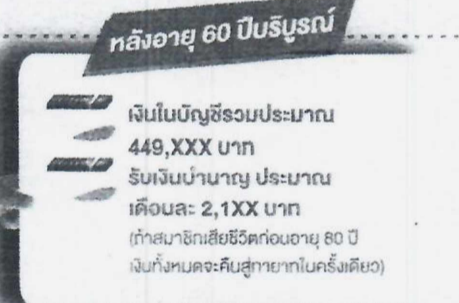 หลังอายุ 60 ปีบริบูรณ์
เงินในบัญชีรวมประมาณ
449,XXX บาท
รับเงินบำนาญ ประมาณ
เดือนละ 2,1XX บาท
(ถ้าสมาชิกเสียชีวิตก่อนอายุ 80 ปี
เงินทั้งหมดจะคืนสู่ทายาทในครั้งเดียว)